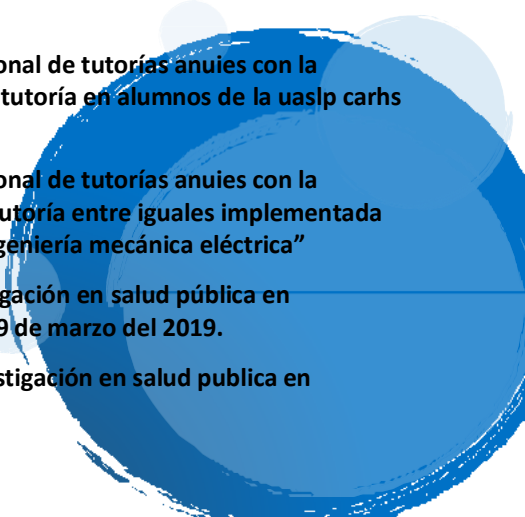 onal de tutorías anuies con la
tutoría en alumnos de la uaslp carhs
onal de tutorías anuies con la
utoría entre iguales implementada
geniería mecánica eléctrica”
gación en salud pública en
9 de marzo del 2019.
stigación en salud publica en